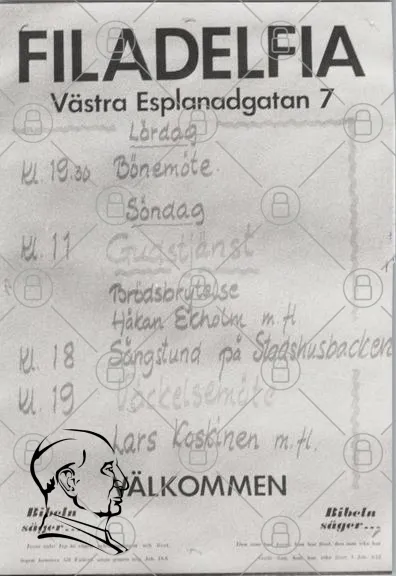 FILADELFIA
Västra Esplanadgatan 7
Lördag
Kl. 19.30 Bönemöte.
Söndag
Kl. 11 Gudstjänst
Brödsbrytelse
Håkan Ekholm m.fl
Kl. 18 Sångstund på Stadshusbacken
Kl. 19 Väckelsemöte
Lars Koskinen m.fl.
VÄLKOMMEN
Bibeln säger...
Bibeln säger...